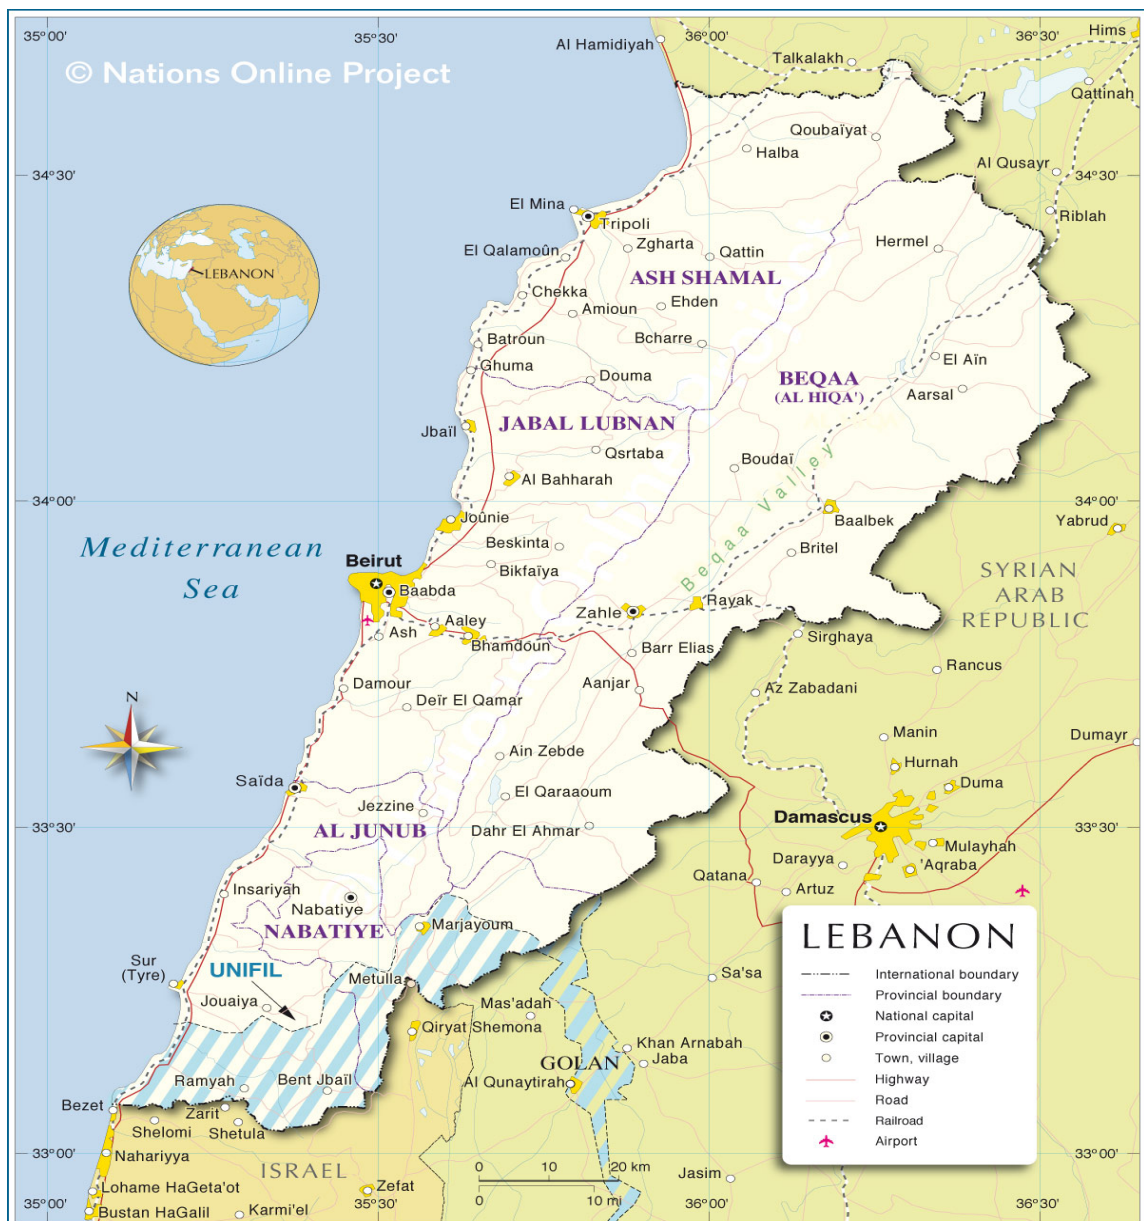 35°00'
35°30'
36°00'
36°30'
© Nations Online Project
Al Hamidiyah
Talkalakh
Hims
Qattinah
Qoubaïyat
Halba
Al Qusayr
34°30'
34°30'
El Mina
Tripoli
Riblah
El Qalamoûn
Zgharta
Qattin
Hermel
LEBANON
ASH SHAMAL
Chekka
Ehden
Amioun
Batroun
Bcharre
Ghuma
El Aïn
Douma
BEQAA
(AL HIQA')
Aarsal
Jbaïl
JABAL LUBNAN
Qsrtaba
Boudaï
Al Bahharah
Beqaa Valley
34°00'
34°00'
Joûnie
Baalbek
Yabrud
Mediterranean
Sea
Beskinta
Britel
Beirut
Bikfaïya
SYRIAN
ARAB
REPUBLIC
Baabda
Zahle
Rayak
Aaley
Ash
Bhamdoun
Sirghaya
Barr Elias
Rancus
N
Damour
Aanjar
Az Zabadani
Deïr El Qamar
Manin
Dumayr
Ain Zebde
Hurnah
Saïda
El Qaraaoum
Duma
Jezzine
33°30'
AL JUNUB
Dahr El Ahmar
Damascus
33°30'
Mulayhah
Darayya
'Aqraba
Qatana
Artuz
Insariyah
Nabatiye
NABATIYE
Marjayoum
Sur
(Tyre)
UNIFIL
Metulla
Sa'sa
Jouaiya
Mas'adah
Qiryat Shemona
Khan Arnabah
GOLAN
Jaba
Ramyah
Bent Jbaïl
Al Qunaytirah
Bezet
Zarit
Shelomi
Shetula
33°00'
Nahariyya
ISRAEL
33°00'
Lohame HaGeta'ot
Zefat
Jasim
Bustan HaGalil
Karmi'el
0 10 20 km
0 10 mi
LEBANON
International boundary
Provincial boundary
National capital
Provincial capital
Town, village
Highway
Road
Railroad
Airport
35°00'
35°30'
36°00'
36°30'